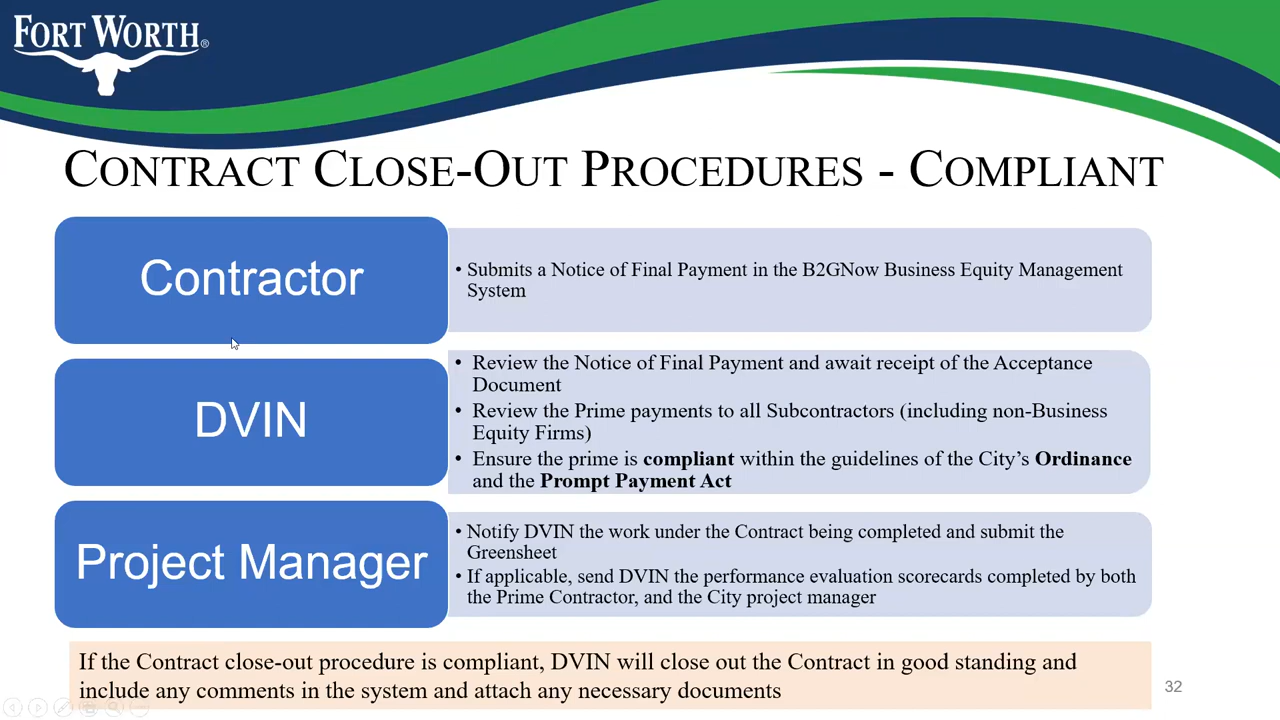 FORT WORTH®
CONTRACT CLOSE-OUT PROCEDURES - COMPLIANT
Contractor
• Submits a Notice of Final Payment in the B2GNow Business Equity Management
System
DVIN
• Review the Notice of Final Payment and await receipt of the Acceptance
Document
• Review the Prime payments to all Subcontractors (including non-Business
Equity Firms)
• Ensure the prime is compliant within the guidelines of the City’s Ordinance
and the Prompt Payment Act
Project Manager
• Notify DVIN the work under the Contract being completed and submit the
Greensheet
• If applicable, send DVIN the performance evaluation scorecards completed by both
the Prime Contractor, and the City project manager
If the Contract close-out procedure is compliant, DVIN will close out the Contract in good standing and
include any comments in the system and attach any necessary documents
32